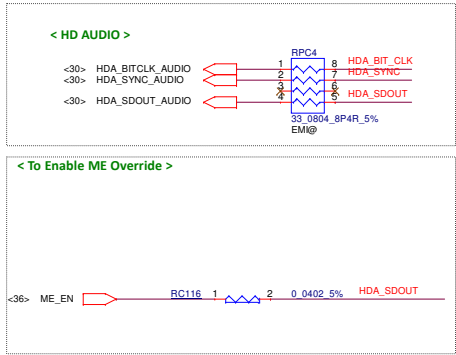 < HD AUDIO >
RPC4
<30> HDA_BITCLK_AUDIO 1 8 HDA_BIT_CLK
<30> HDA_SYNC_AUDIO 2 7 HDA_SYNC
3 6
<30> HDA_SDOUT_AUDIO 4 5 HDA_SDOUT
33_0804_8P4R_5%
EMI@
< To Enable ME Override >
<36> ME_EN RC116 1 2 0_0402_5% HDA_SDOUT